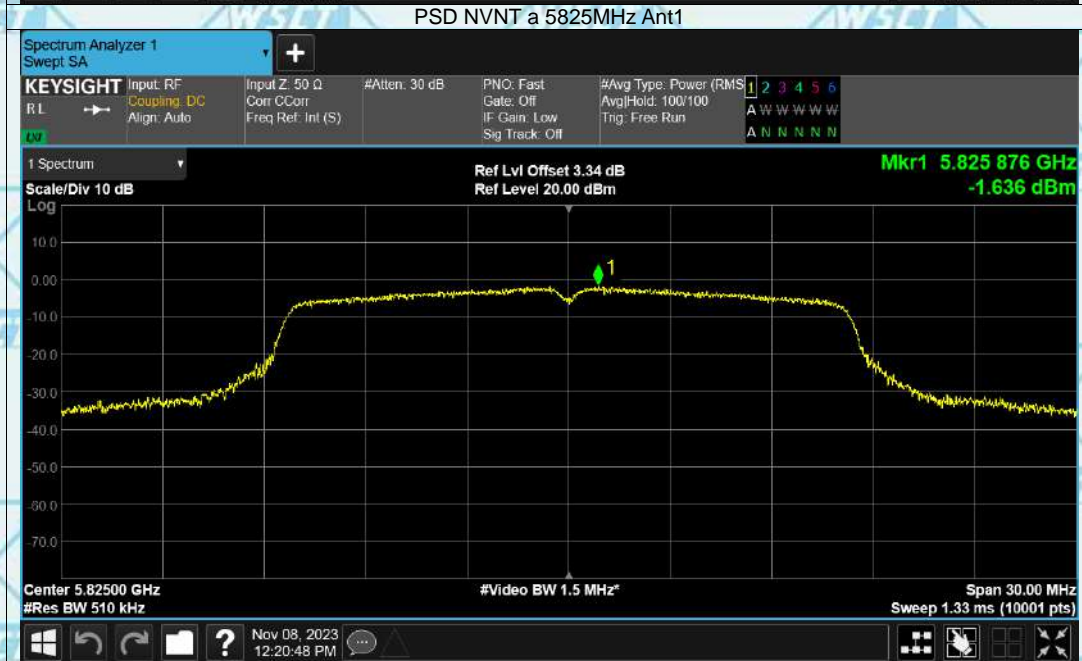 PSD NVNT a 5825MHz Ant1
Spectrum Analyzer 1
Swept SA
+
KEYSIGHT
RL
LXI
Input: RF
Coupling: DC
Align: Auto
Input Z: 50 Ω
Corr CCorr
Freq Ref: Int (S)
#Atten: 30 dB
PNO: Fast
Gate: Off
IF Gain: Low
Sig Track: Off
#Avg Type: Power (RMS
Avg|Hold: 100/100
Trig: Free Run
1 2 3 4 5 6
A W W W W W
A N N N N N
1 Spectrum
Scale/Div 10 dB
Ref Lvl Offset 3.34 dB
Ref Level 20.00 dBm
Mkr1 5.825 876 GHz
-1.636 dBm
Log
10.0
0.00
-10.0
-20.0
-30.0
-40.0
-50.0
-60.0
-70.0
1
Center 5.82500 GHz
#Res BW 510 kHz
#Video BW 1.5 MHz*
Span 30.00 MHz
Sweep 1.33 ms (10001 pts)
?
Nov 08, 2023
12:20:48 PM